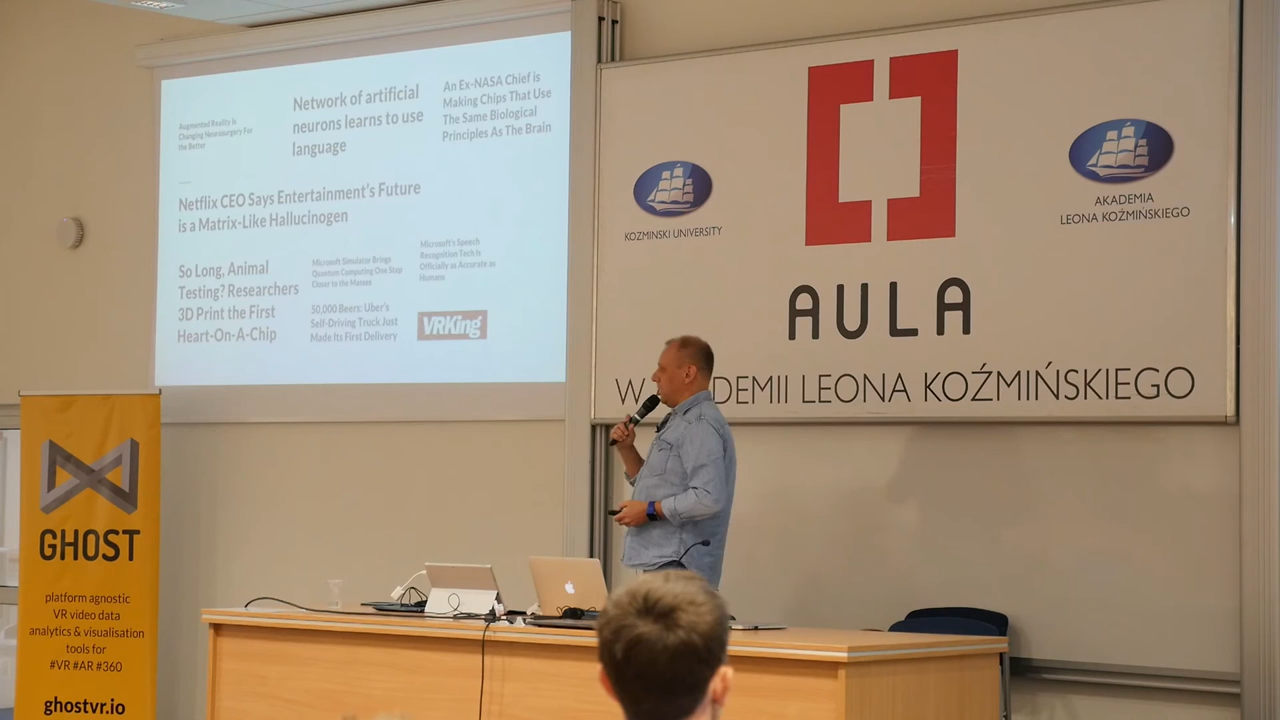 Augmented Reality Is
Changing Neurosurgery For
the Better
Network of artificial
neurons learns to use
language
An Ex-NASA Chief is
Making Chips That Use
The Same Biological
Principles As The Brain
Netflix CEO Says Entertainment's Future
is a Matrix-Like Hallucinogen
So Long, Animal
Testing? Researchers
3D Print the First
Heart-On-A-Chip
Microsoft Simulator Brings
Quantum Computing One Step
Closer to the Masses
50,000 Beers: Uber's
Self-Driving Truck Just
Made Its First Delivery
Microsoft's Speech
Recognition Tech Is
Officially as Accurate as
Humans
VRKing
KOZMINSKI UNIVERSITY
AKADEMIA
LEONA KOŹMIŃSKIEGO
AULA
W DEMII LEONA KOŹMIŃSKIEGO
GHOST
platform agnostic
VR video data
analytics & visualisation
tools for
#VR #AR #360
ghostvr.io